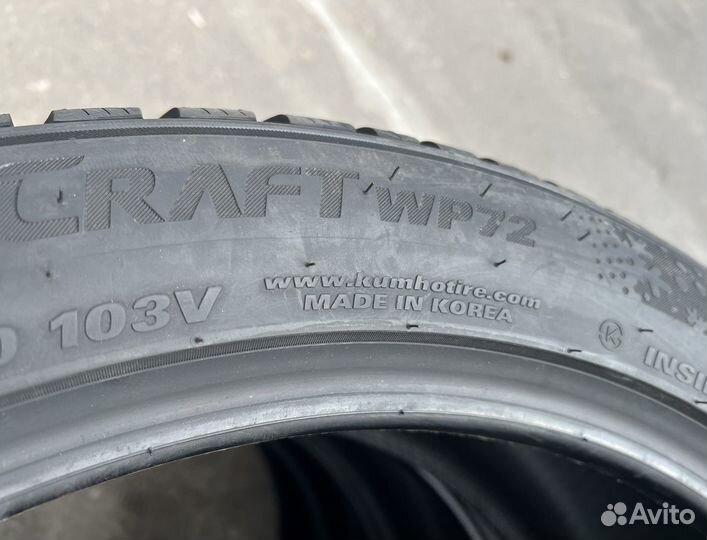 CRAFT WP72
www.kumhotire.com
103V MADE IN KOREA
K INSI
Avito